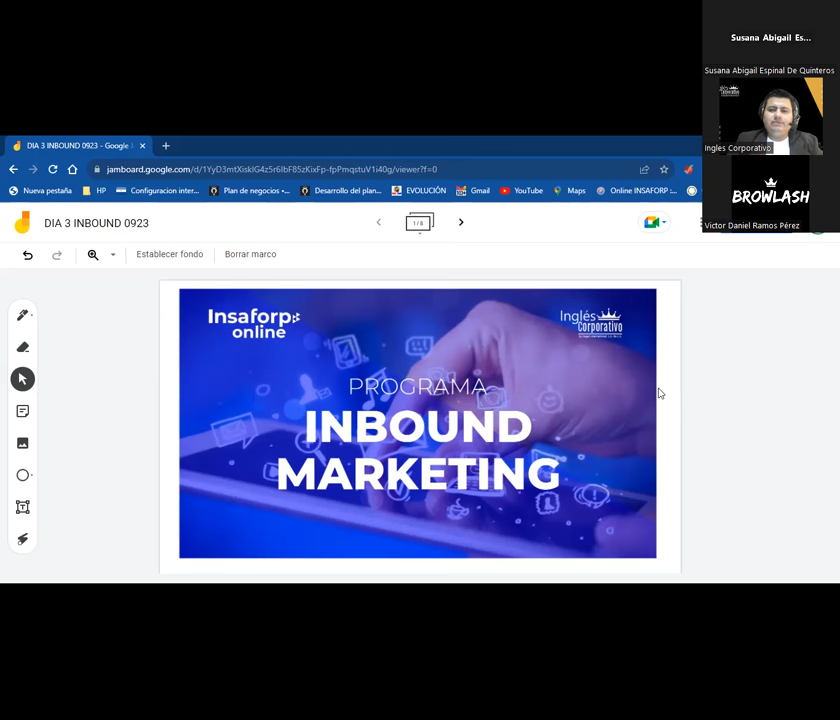 Susana Abigail Es...
Susana Abigail Espinal De Quinteros
Ingles Corporativo
BROWLASH
Victor Daniel Ramos Pérez
DIA 3 INBOUND 0923 - Google
jamboard.google.com/d/1YyD3mtXiskIG4z5r6IbF85zKixFp-fpPmqstuV1i40g/viewer?f=0
Nueva pestaña
HP
Configuracion inter...
Plan de negocios •...
Desarrollo del plan...
EVOLUCIÓN
Gmail
YouTube
Maps
Online INSAFORP ::...
DIA 3 INBOUND 0923
1 / 8
Establecer fondo
Borrar marco
Insaforp
online
Inglés
Corporativo
PROGRAMA
INBOUND
MARKETING